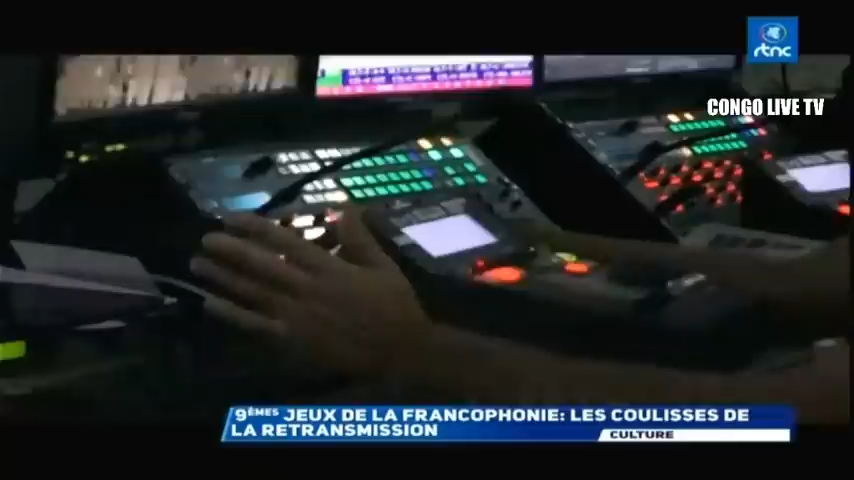 rtnc
CONGO LIVE TV
9ÈMES JEUX DE LA FRANCOPHONIE: LES COULISSES DE
LA RETRANSMISSION
CULTURE